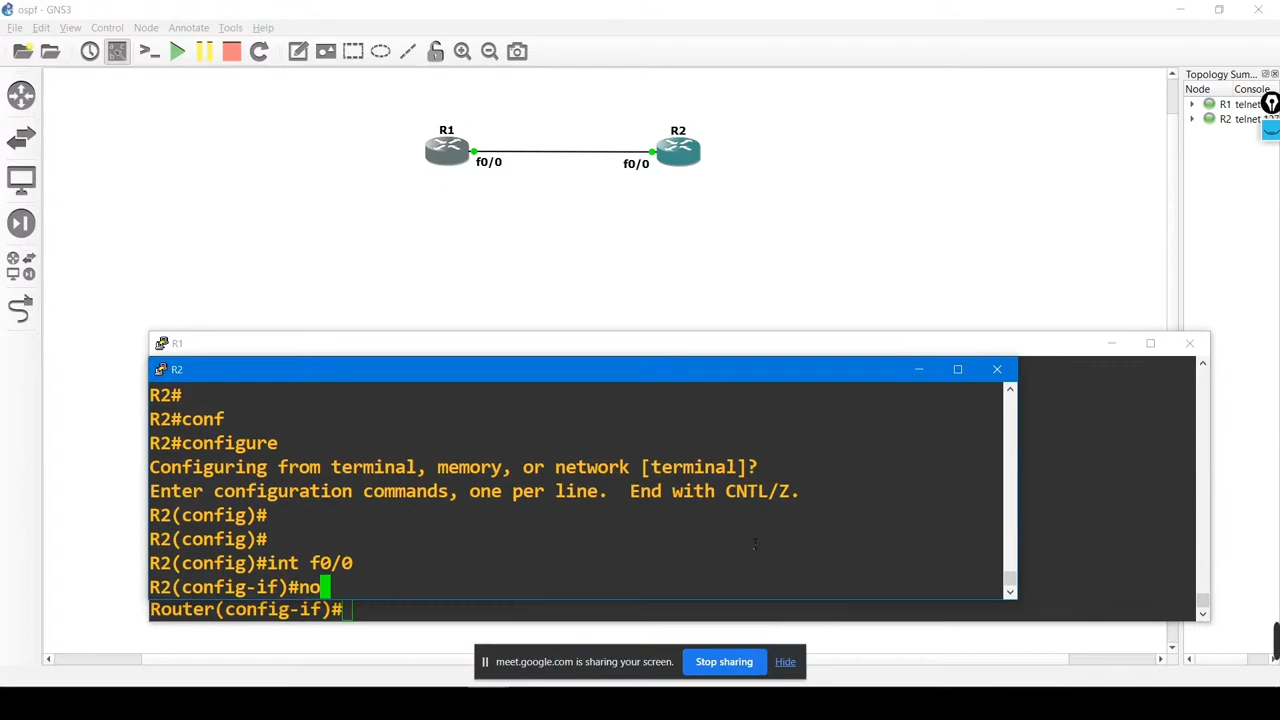 ospf - GNS3
File Edit View Control Node Annotate Tools Help
Topology Sum...
Node Console
R1 telnet
R2 telnet
R1
R2
f0/0
f0/0
R1
R2
R2#
R2#conf
R2#configure
Configuring from terminal, memory, or network [terminal]?
Enter configuration commands, one per line.  End with CNTL/Z.
R2(config)#
R2(config)#
R2(config)#int f0/0
R2(config-if)#no
Router(config-if)#
meet.google.com is sharing your screen.
Stop sharing
Hide